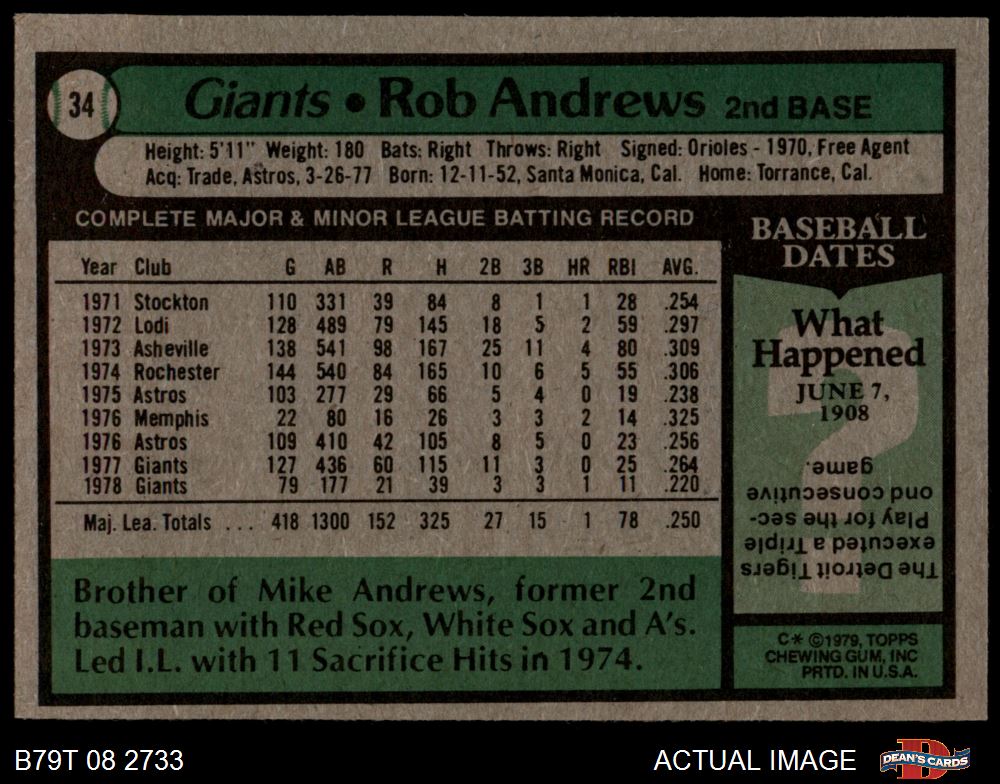 34
Giants • Rob Andrews 2nd BASE
Height: 5'11" Weight: 180 Bats: Right Throws: Right Signed: Orioles - 1970, Free Agent
Acq: Trade, Astros, 3-26-77 Born: 12-11-52, Santa Monica, Cal. Home: Torrance, Cal.
COMPLETE MAJOR & MINOR LEAGUE BATTING RECORD
Year Club G AB R H 2B 3B HR RBI AVG.
1971 Stockton 110 331 39 84 8 1 1 28 .254
1972 Lodi 128 489 79 145 18 5 2 59 .297
1973 Asheville 138 541 98 167 25 11 4 80 .309
1974 Rochester 144 540 84 165 10 6 5 55 .306
1975 Astros 103 277 29 66 5 4 0 19 .238
1976 Memphis 22 80 16 26 3 3 2 14 .325
1976 Astros 109 410 42 105 8 5 0 23 .256
1977 Giants 127 436 60 115 11 3 0 25 .264
1978 Giants 79 177 21 39 3 3 1 11 .220
Maj. Lea. Totals ... 418 1300 152 325 27 15 1 78 .250
Brother of Mike Andrews, former 2nd
baseman with Red Sox, White Sox and A's.
Led I.L. with 11 Sacrifice Hits in 1974.
BASEBALL
DATES
What
Happened
JUNE 7,
1908
The Detroit Tigers
executed a Triple
Play for the sec-
ond consecutive
game.
C* ©1979, TOPPS
CHEWING GUM, INC
PRTD. IN U.S.A.
B79T 08 2733
ACTUAL IMAGE
D
DEAN'S CARDS